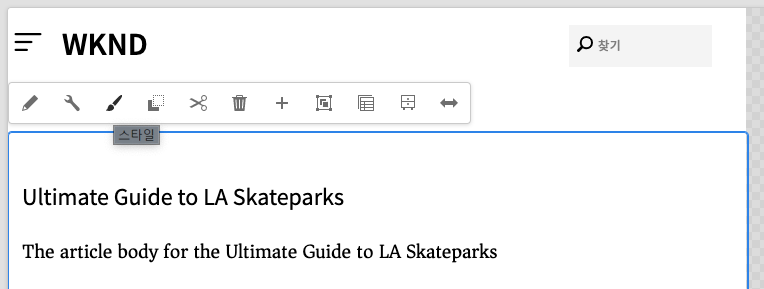 WKND
찾기
스타일
Ultimate Guide to LA Skateparks
The article body for the Ultimate Guide to LA Skateparks